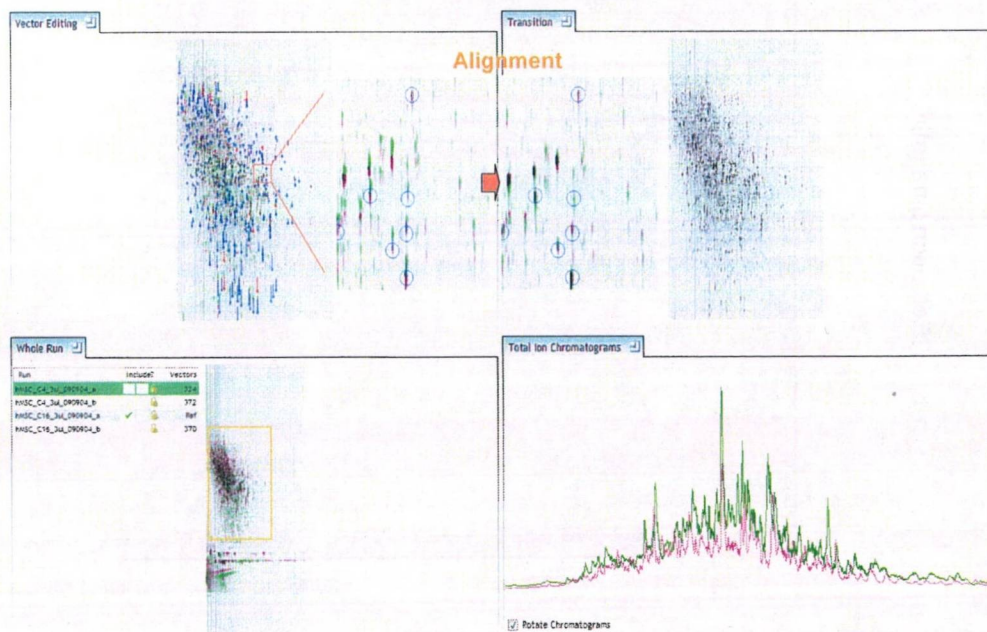 Vector Editing
Transition
Alignment
Whole Run
Run Include? Vectors
hMSC_C4_3ul_090904_a
hMSC_C4_3ul_090904_b 372
hMSC_C16_3ul_090904_a Ref
hMSC_C16_3ul_090904_b 370
Total Ion Chromatograms
Rotate Chromatograms